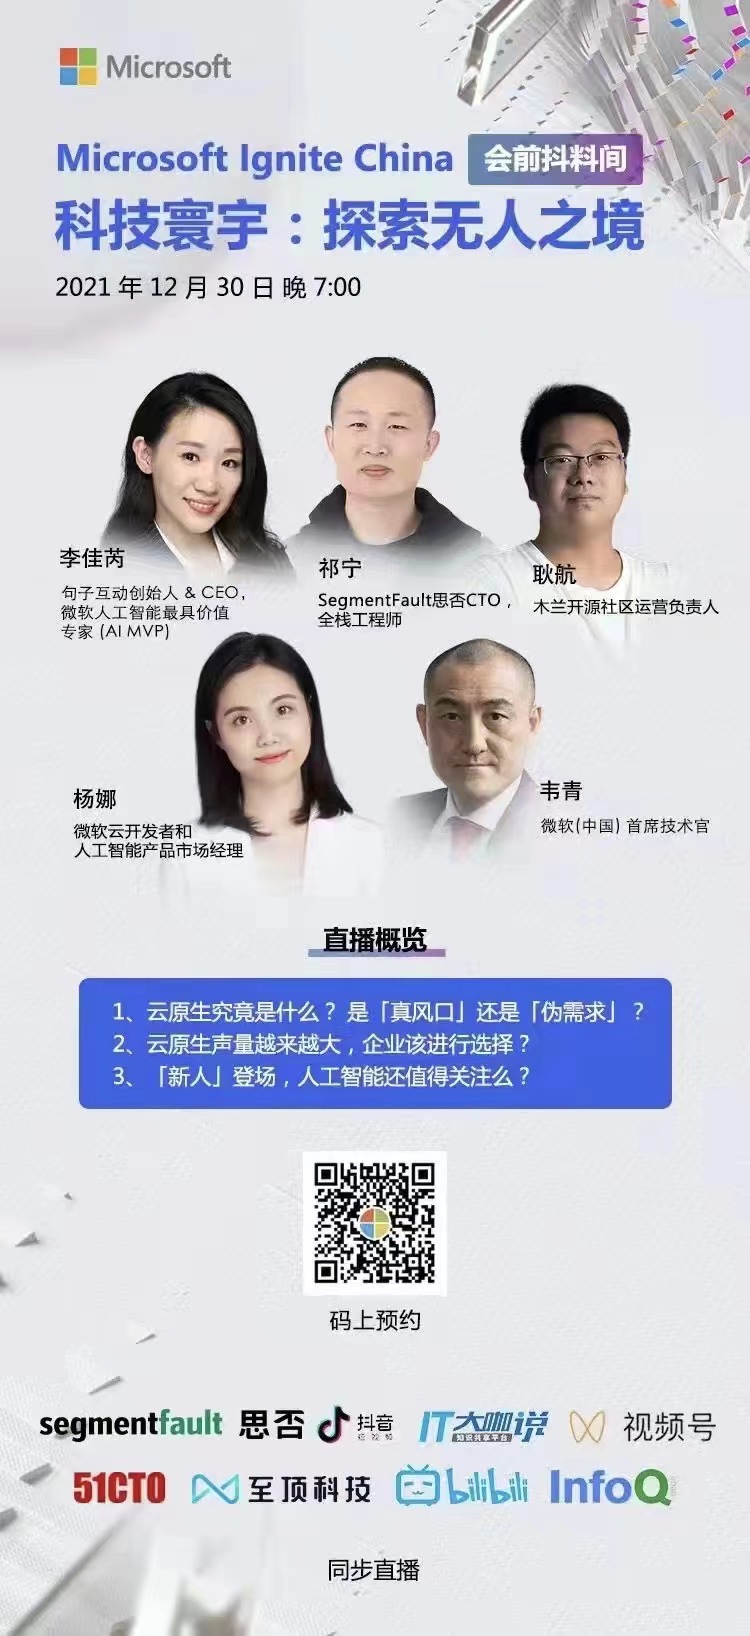 Microsoft
Microsoft Ignite China 会前抖料间
科技寰宇：探索无人之境
2021 年 12 月 30 日 晚 7:00
李佳芮
句子互动创始人 & CEO，
微软人工智能最具价值
专家 (AI MVP)
祁宁
SegmentFault思否CTO，
全栈工程师
耿航
木兰开源社区运营负责人
杨娜
微软云开发者和
人工智能产品市场经理
韦青
微软(中国) 首席技术官
直播概览
1、云原生究竟是什么？ 是「真风口」还是「伪需求」？
2、云原生声量越来越大，企业该进行选择？
3、「新人」登场，人工智能还值得关注么？
码上预约
segmentfault 思否
抖音
短视频
IT大咖说
知识共享平台
视频号
51CTO
至顶科技
bilibili
InfoQ
同步直播